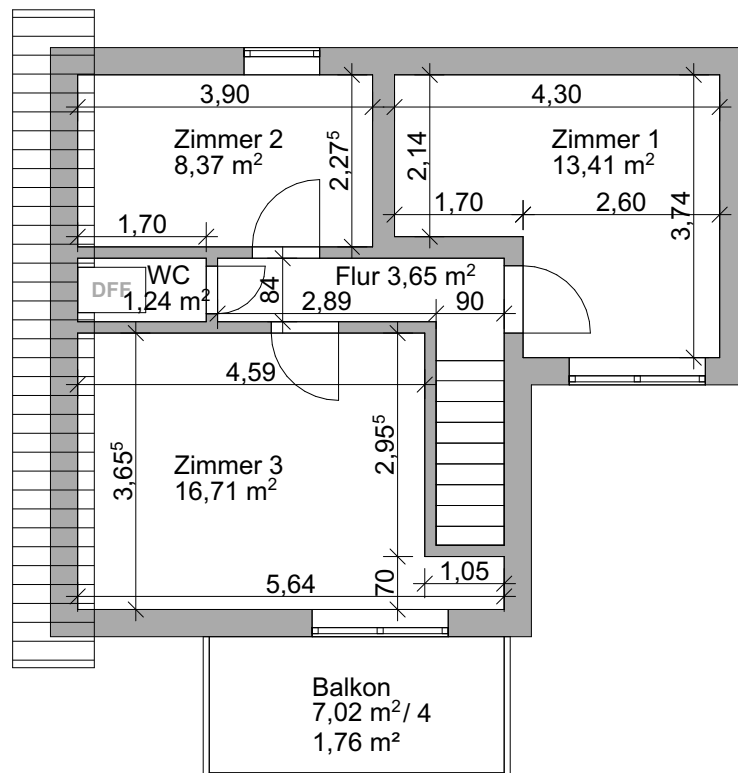 3,90
4,30
Zimmer 2
8,37 m²
2,27⁵
2,14
Zimmer 1
13,41 m²
1,70
1,70
2,60
3,74
WC
DFF
1,24 m²
84
Flur 3,65 m²
2,89
90
4,59
3,65⁵
Zimmer 3
16,71 m²
2,95⁵
5,64
70
1,05
Balkon
7,02 m²/ 4
1,76 m²